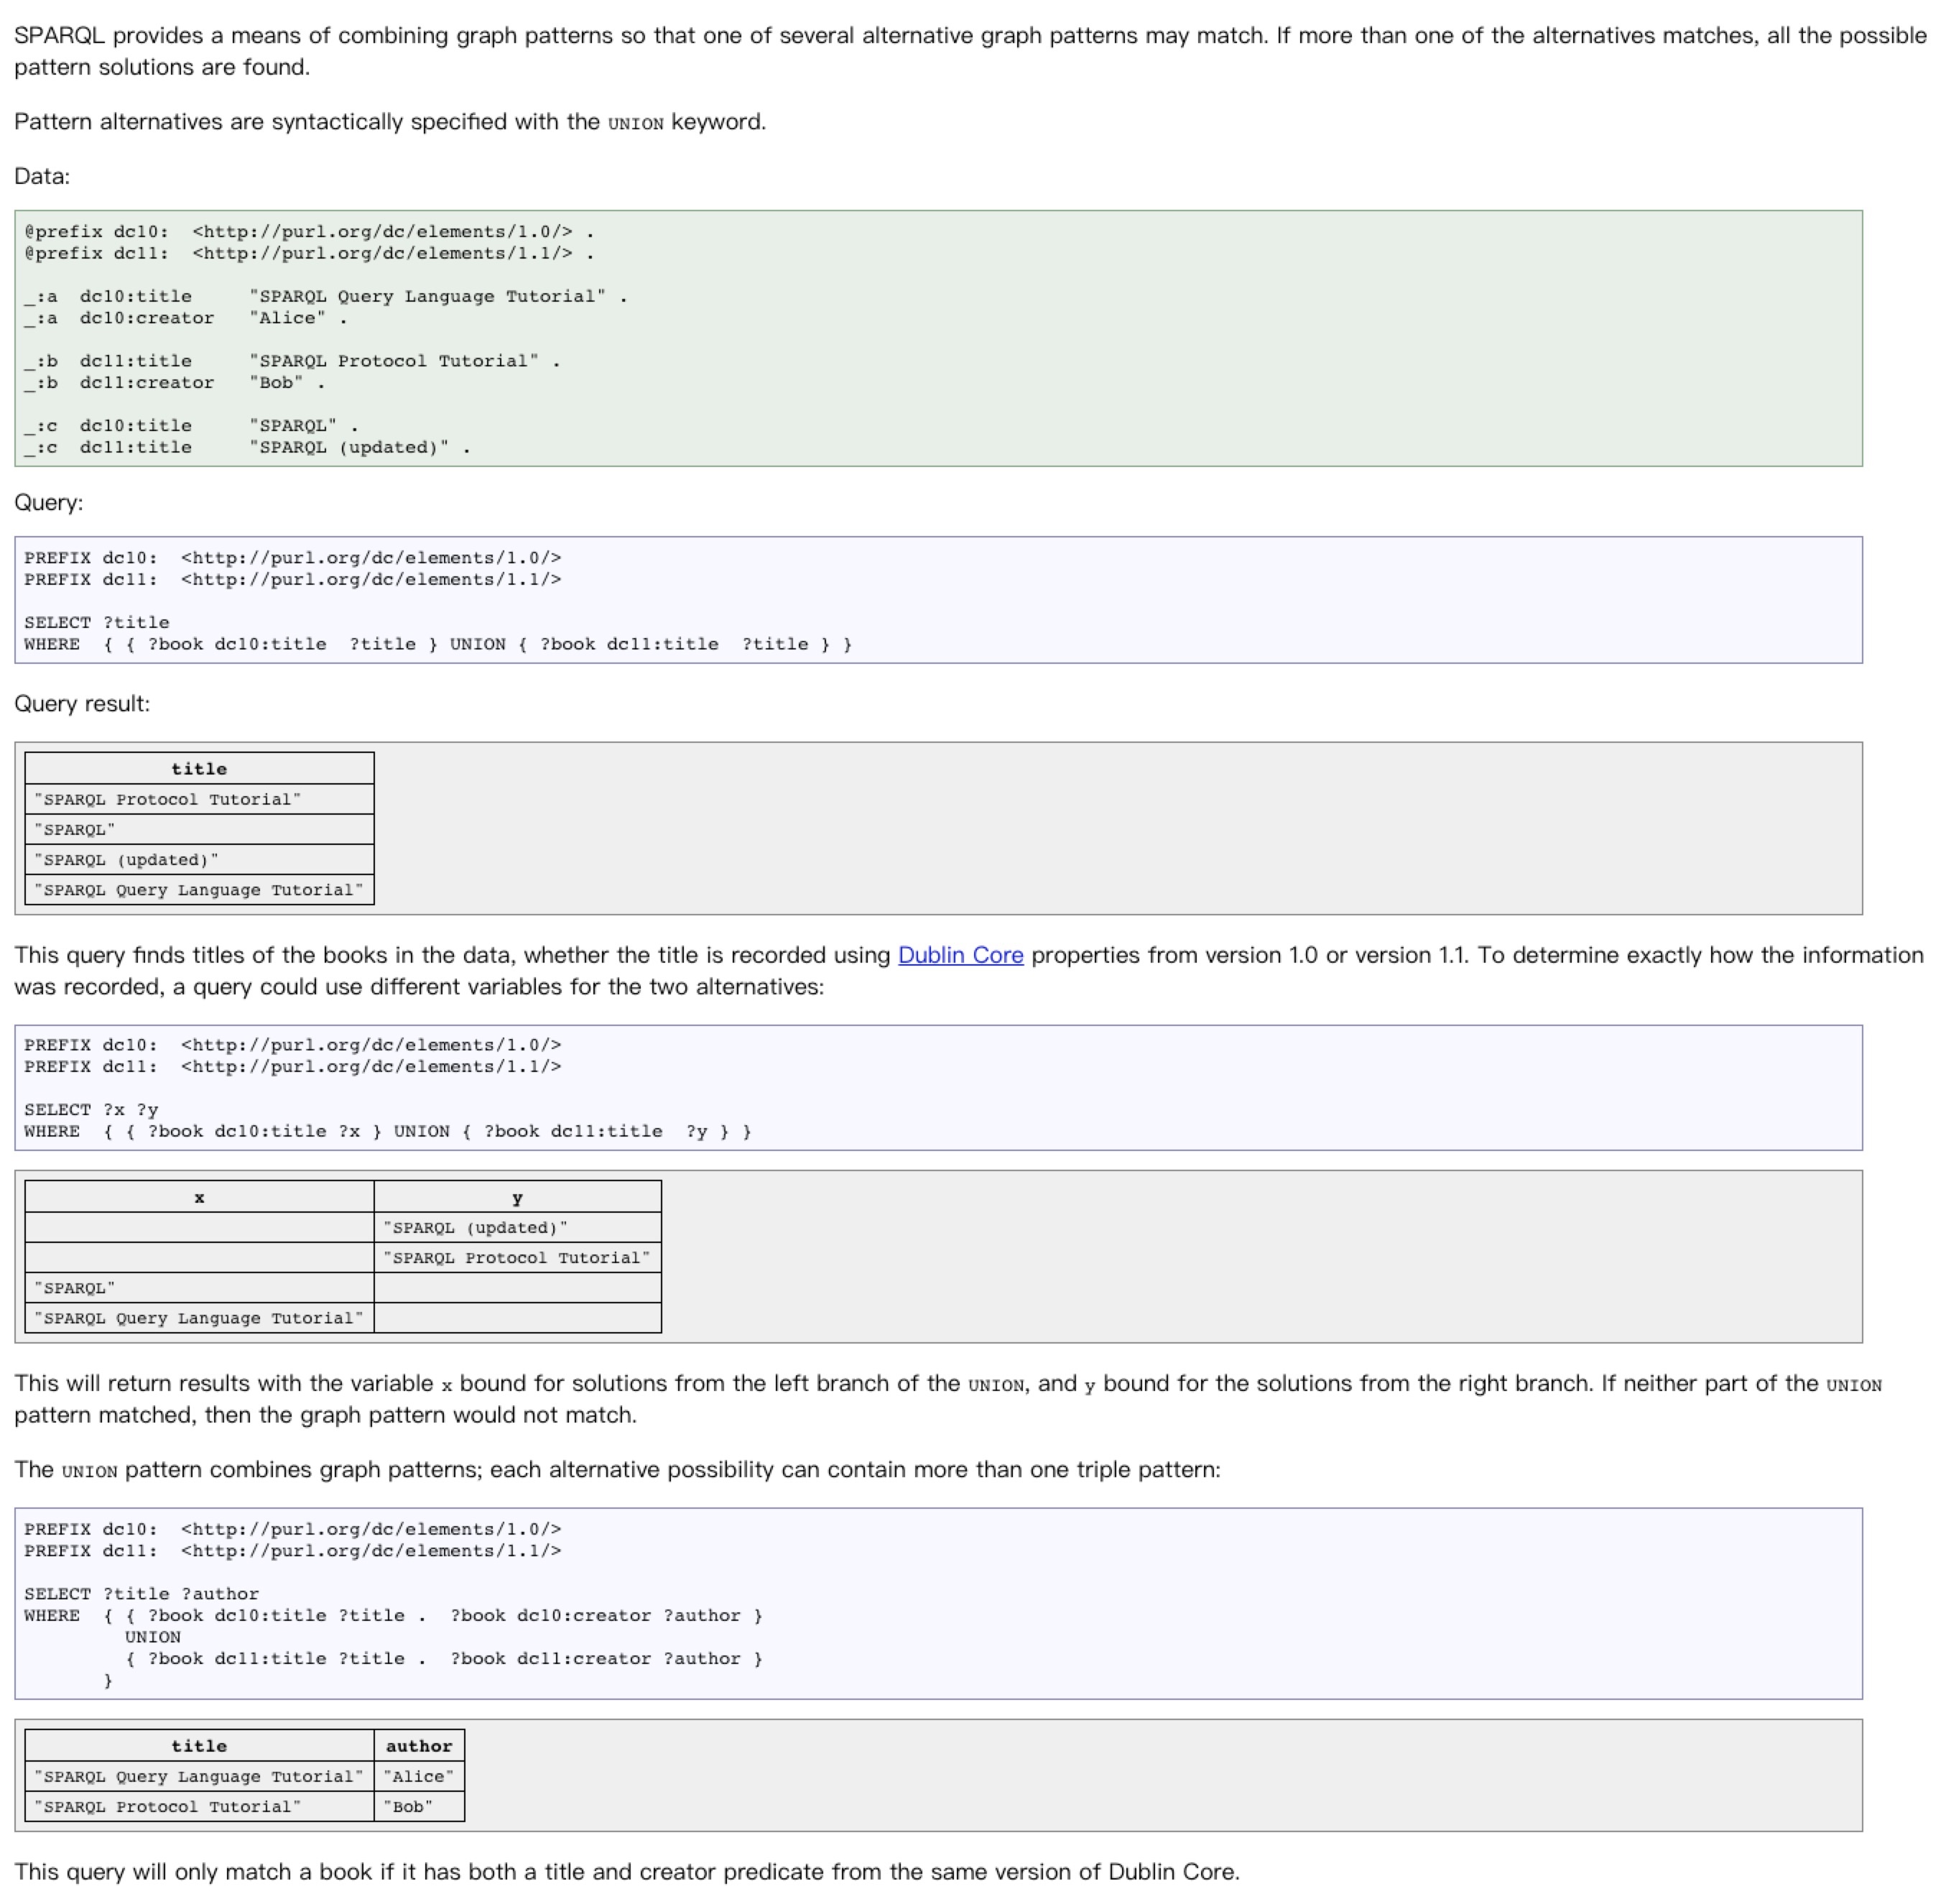 SPARQL provides a means of combining graph patterns so that one of several alternative graph patterns may match. If more than one of the alternatives matches, all the possible
pattern solutions are found.
Pattern alternatives are syntactically specified with the UNION keyword.
Data:
@prefix dc10:  <http://purl.org/dc/elements/1.0/> .
@prefix dc11:  <http://purl.org/dc/elements/1.1/> .
_:a  dc10:title     "SPARQL Query Language Tutorial" .
_:a  dc10:creator   "Alice" .
_:b  dc11:title     "SPARQL Protocol Tutorial" .
_:b  dc11:creator   "Bob" .
_:c  dc10:title     "SPARQL" .
_:c  dc11:title     "SPARQL (updated)" .
Query:
PREFIX dc10:  <http://purl.org/dc/elements/1.0/>
PREFIX dc11:  <http://purl.org/dc/elements/1.1/>
SELECT ?title
WHERE  { { ?book dc10:title  ?title } UNION { ?book dc11:title  ?title } }
Query result:
title
"SPARQL Protocol Tutorial"
"SPARQL"
"SPARQL (updated)"
"SPARQL Query Language Tutorial"
This query finds titles of the books in the data, whether the title is recorded using Dublin Core properties from version 1.0 or version 1.1. To determine exactly how the information
was recorded, a query could use different variables for the two alternatives:
PREFIX dc10:  <http://purl.org/dc/elements/1.0/>
PREFIX dc11:  <http://purl.org/dc/elements/1.1/>
SELECT ?x ?y
WHERE  { { ?book dc10:title ?x } UNION { ?book dc11:title  ?y } }
x y
"SPARQL (updated)"
"SPARQL Protocol Tutorial"
"SPARQL"
"SPARQL Query Language Tutorial"
This will return results with the variable x bound for solutions from the left branch of the UNION, and y bound for the solutions from the right branch. If neither part of the UNION
pattern matched, then the graph pattern would not match.
The UNION pattern combines graph patterns; each alternative possibility can contain more than one triple pattern:
PREFIX dc10:  <http://purl.org/dc/elements/1.0/>
PREFIX dc11:  <http://purl.org/dc/elements/1.1/>
SELECT ?title ?author
WHERE  { { ?book dc10:title ?title .  ?book dc10:creator ?author }
UNION
{ ?book dc11:title ?title .  ?book dc11:creator ?author }
}
title author
"SPARQL Query Language Tutorial" "Alice"
"SPARQL Protocol Tutorial" "Bob"
This query will only match a book if it has both a title and creator predicate from the same version of Dublin Core.